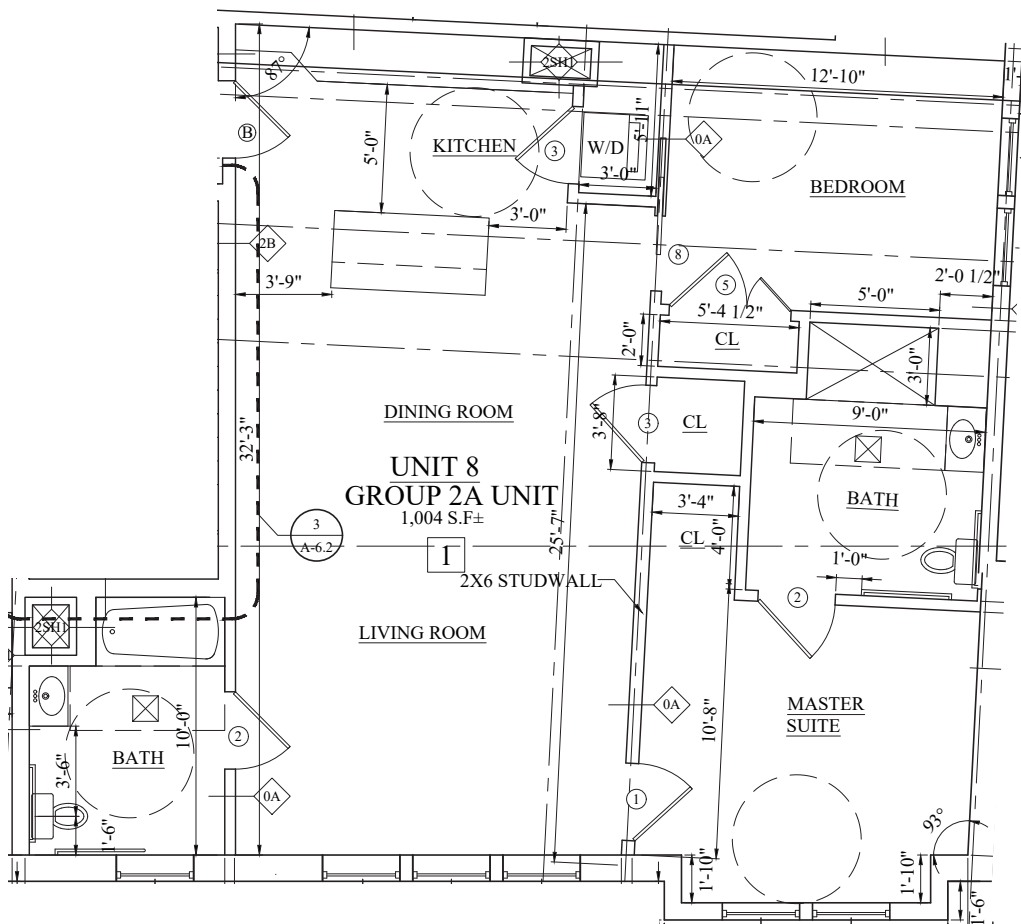 87°
2SH1
12'-10"
1'-
B
5'-0"
KITCHEN
3
W/D
5'-11"
0A
3'-0"
BEDROOM
3'-0"
2B
3'-9"
8
5
2'-0 1/2"
5'-0"
5'-4 1/2"
2'-0"
CL
3'-0"
DINING ROOM
32'-3"
3'-8"
3
CL
9'-0"
UNIT 8
GROUP 2A UNIT
1,004 S.F±
3
A-6.2
1
25'-7"
3'-4"
CL
4'-0"
BATH
1'-0"
2X6 STUDWALL
2
2SH1
LIVING ROOM
0A
MASTER
SUITE
10'-8"
10'-0"
2
BATH
3'-6"
0A
1'-6"
1
93°
1'-10"
1'-10"
1'-6"